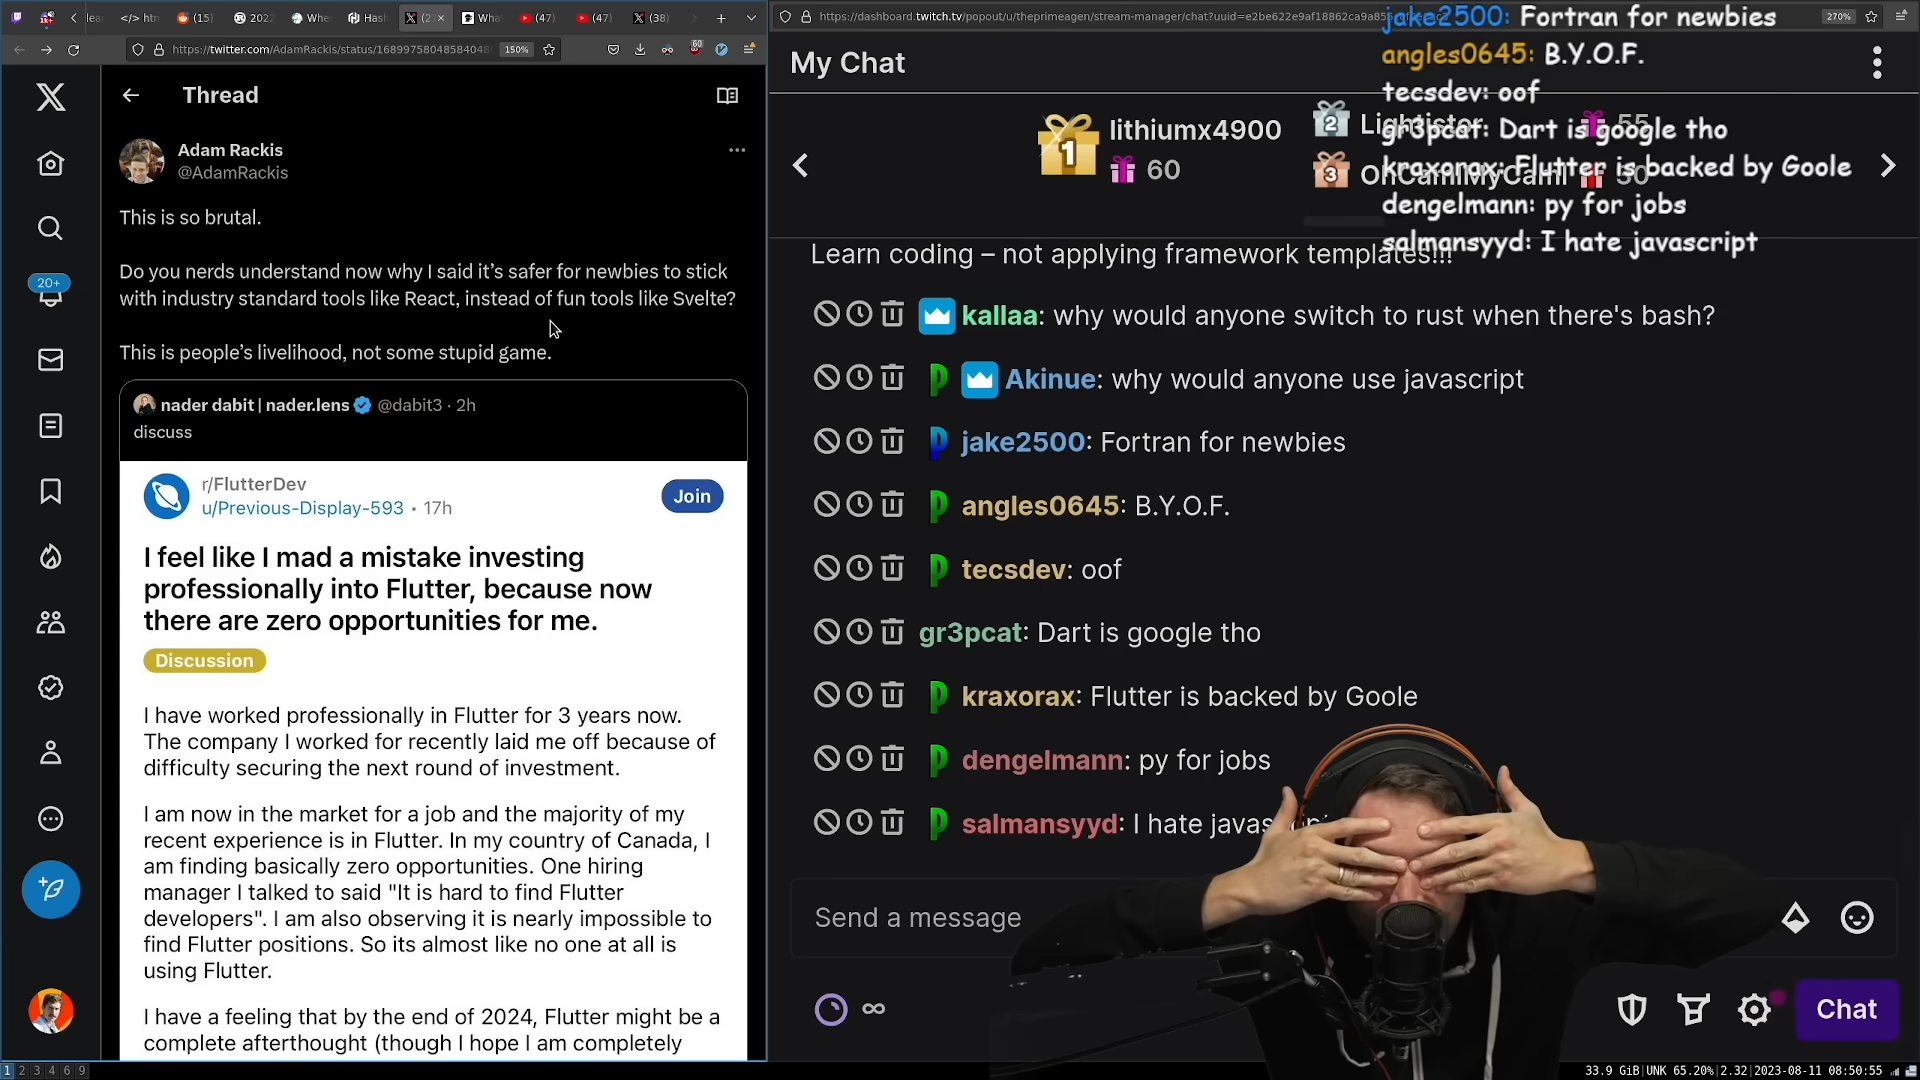 (15)
2022
Whe
Hash
(2
Wha
(47)
(47)
(38)
https://twitter.com/AdamRackis/status/168997580485840486
150%
60
Thread
20+
Adam Rackis
@AdamRackis
This is so brutal.
Do you nerds understand now why I said it's safer for newbies to stick
with industry standard tools like React, instead of fun tools like Svelte?
This is people's livelihood, not some stupid game.
nader dabit | nader.lens @dabit3 · 2h
discuss
r/FlutterDev
u/Previous-Display-593 • 17h
Join
I feel like I mad a mistake investing
professionally into Flutter, because now
there are zero opportunities for me.
Discussion
I have worked professionally in Flutter for 3 years now.
The company I worked for recently laid me off because of
difficulty securing the next round of investment.
I am now in the market for a job and the majority of my
recent experience is in Flutter. In my country of Canada, I
am finding basically zero opportunities. One hiring
manager I talked to said "It is hard to find Flutter
developers". I am also observing it is nearly impossible to
find Flutter positions. So its almost like no one at all is
using Flutter.
I have a feeling that by the end of 2024, Flutter might be a
complete afterthought (though I hope I am completely
https://dashboard.twitch.tv/popout/u/theprimeagen/stream-manager/chat?uuid=e2be622e9af18862ca9a85
270%
My Chat
1
lithiumx4900
60
2
55
3
OhCamiMyCami
50
jake2500: Fortran for newbies
angles0645: B.Y.O.F.
tecsdev: oof
gr3pcat: Dart is google tho
kraxorax: Flutter is backed by Goole
dengelmann: py for jobs
salmansyyd: I hate javascript
Learn coding – not applying framework templates!!!
kallaa: why would anyone switch to rust when there's bash?
Akinue: why would anyone use javascript
jake2500: Fortran for newbies
angles0645: B.Y.O.F.
tecsdev: oof
gr3pcat: Dart is google tho
kraxorax: Flutter is backed by Goole
dengelmann: py for jobs
salmansyyd: I hate javascript
Send a message
Chat
1 2 3 4 6 9
33.9 GiB|UNK 65.20%|2.32|2023-08-11 08:50:55